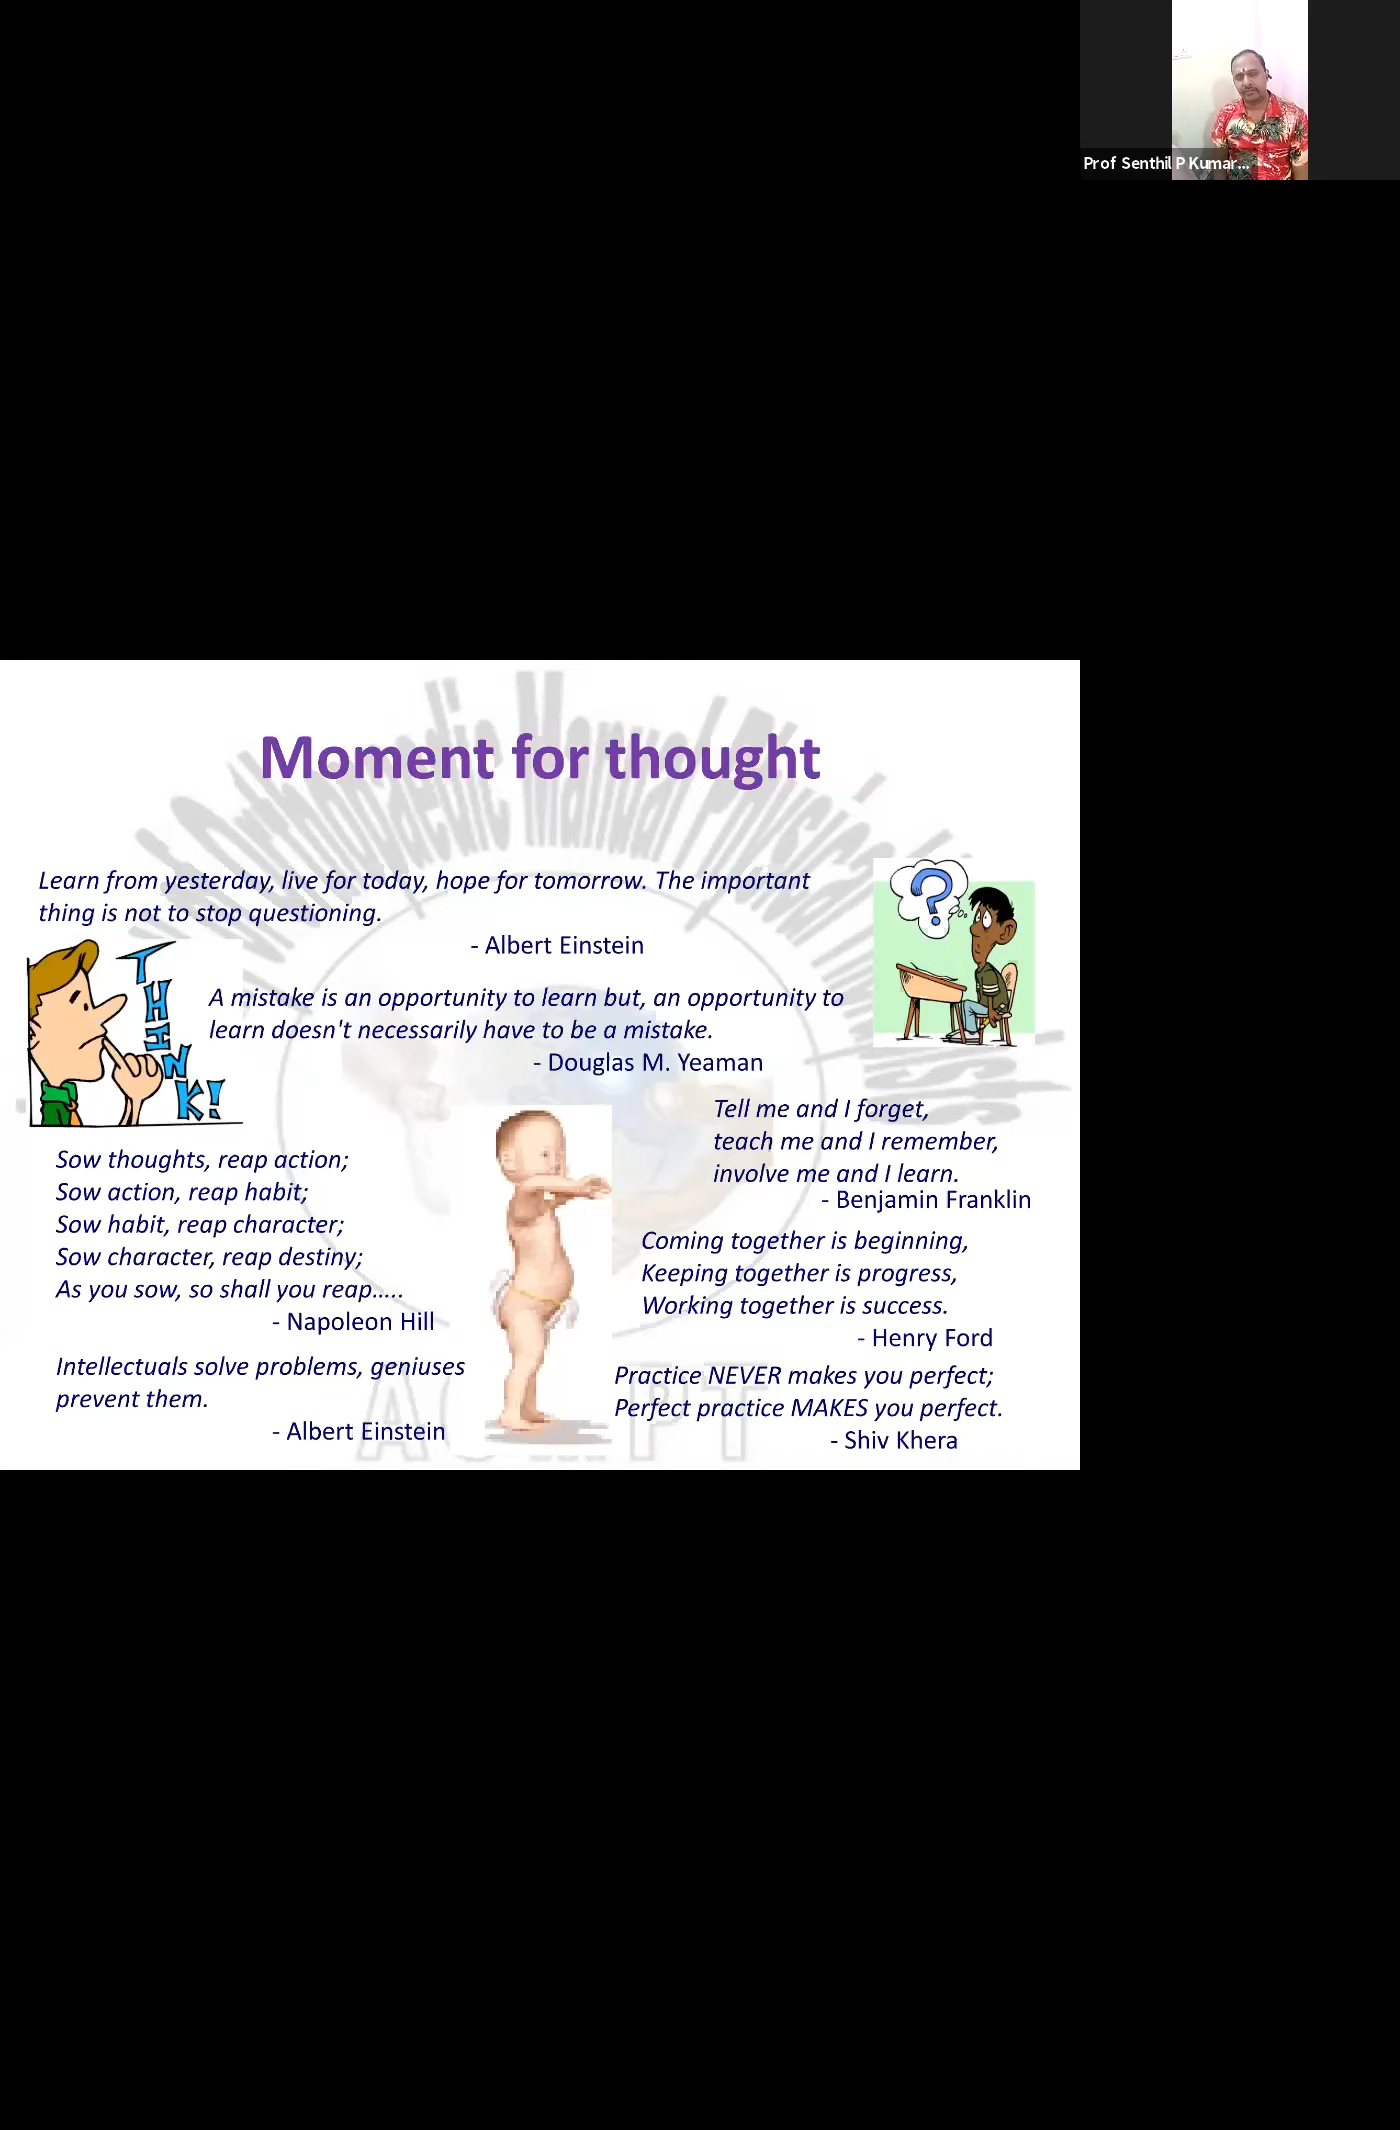 Prof Senthil P Kumar...
Moment for thought
Learn from yesterday, live for today, hope for tomorrow. The important
thing is not to stop questioning.
- Albert Einstein
THINK!
?
A mistake is an opportunity to learn but, an opportunity to
learn doesn't necessarily have to be a mistake.
- Douglas M. Yeaman
Tell me and I forget,
teach me and I remember,
involve me and I learn.
- Benjamin Franklin
Sow thoughts, reap action;
Sow action, reap habit;
Sow habit, reap character;
Sow character, reap destiny;
As you sow, so shall you reap.....
- Napoleon Hill
Coming together is beginning,
Keeping together is progress,
Working together is success.
- Henry Ford
Intellectuals solve problems, geniuses
prevent them.
- Albert Einstein
Practice NEVER makes you perfect;
Perfect practice MAKES you perfect.
- Shiv Khera
Orthopaedic Manual